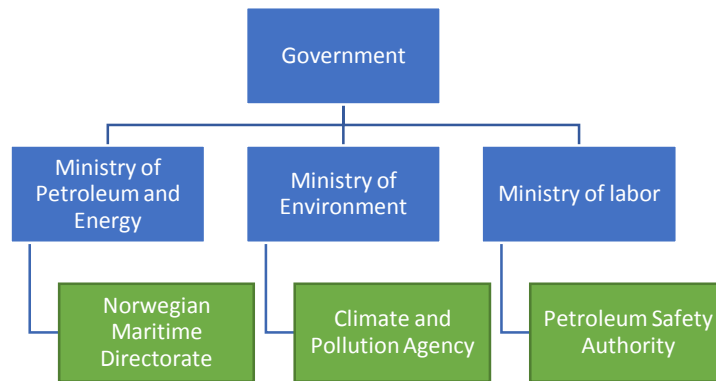 Government
Ministry of
Petroleum and
Energy
Ministry of
Environment
Ministry of labor
Norwegian
Maritime
Directorate
Climate and
Pollution Agency
Petroleum Safety
Authority